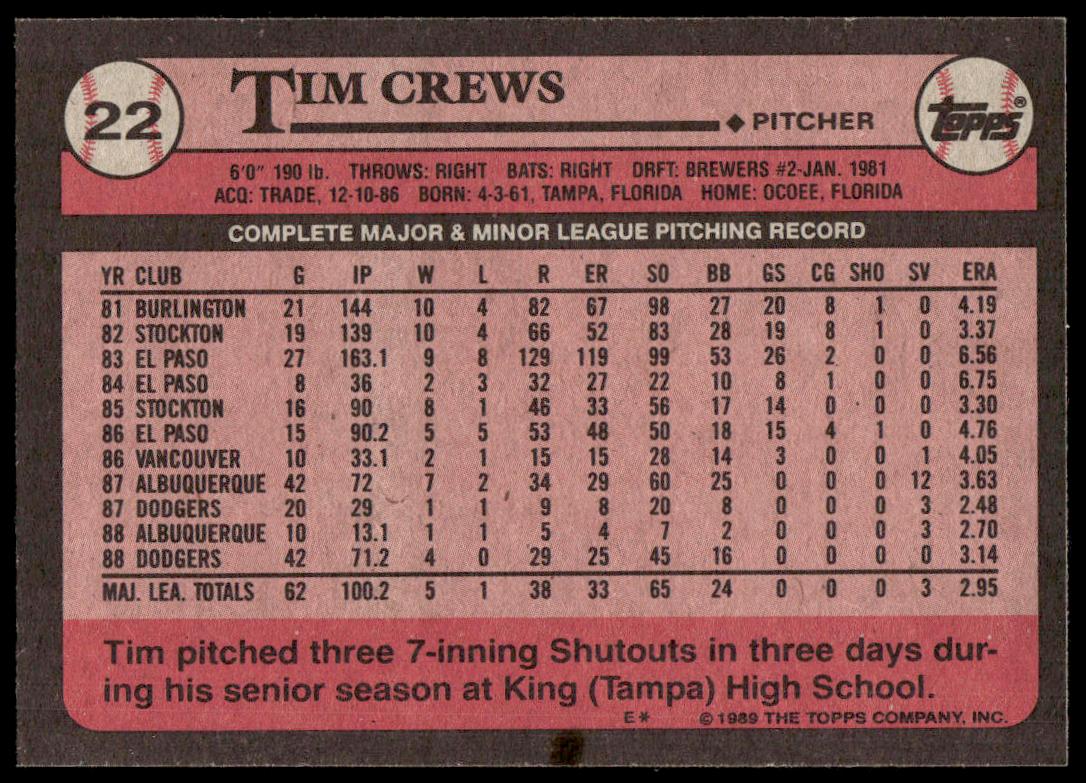 22
TIM CREWS
◆ PITCHER
TOPPS®
6'0" 190 lb. THROWS: RIGHT BATS: RIGHT DRFT: BREWERS #2-JAN. 1981
ACQ: TRADE, 12-10-86 BORN: 4-3-61, TAMPA, FLORIDA HOME: OCOEE, FLORIDA
COMPLETE MAJOR & MINOR LEAGUE PITCHING RECORD
YR CLUB G IP W L R ER SO BB GS CG SHO SV ERA
81 BURLINGTON 21 144 10 4 82 67 98 27 20 8 1 0 4.19
82 STOCKTON 19 139 10 4 66 52 83 28 19 8 1 0 3.37
83 EL PASO 27 163.1 9 8 129 119 99 53 26 2 0 0 6.56
84 EL PASO 8 36 2 3 32 27 22 10 8 1 0 0 6.75
85 STOCKTON 16 90 8 1 46 33 56 17 14 0 0 0 3.30
86 EL PASO 15 90.2 5 5 53 48 50 18 15 4 1 0 4.76
86 VANCOUVER 10 33.1 2 1 15 15 28 14 3 0 0 1 4.05
87 ALBUQUERQUE 42 72 7 2 34 29 60 25 0 0 0 12 3.63
87 DODGERS 20 29 1 1 9 8 20 8 0 0 0 3 2.48
88 ALBUQUERQUE 10 13.1 1 1 5 4 7 2 0 0 0 3 2.70
88 DODGERS 42 71.2 4 0 29 25 45 16 0 0 0 0 3.14
MAJ. LEA. TOTALS 62 100.2 5 1 38 33 65 24 0 0 0 3 2.95
Tim pitched three 7-inning Shutouts in three days dur-
ing his senior season at King (Tampa) High School.
E* © 1989 THE TOPPS COMPANY, INC.